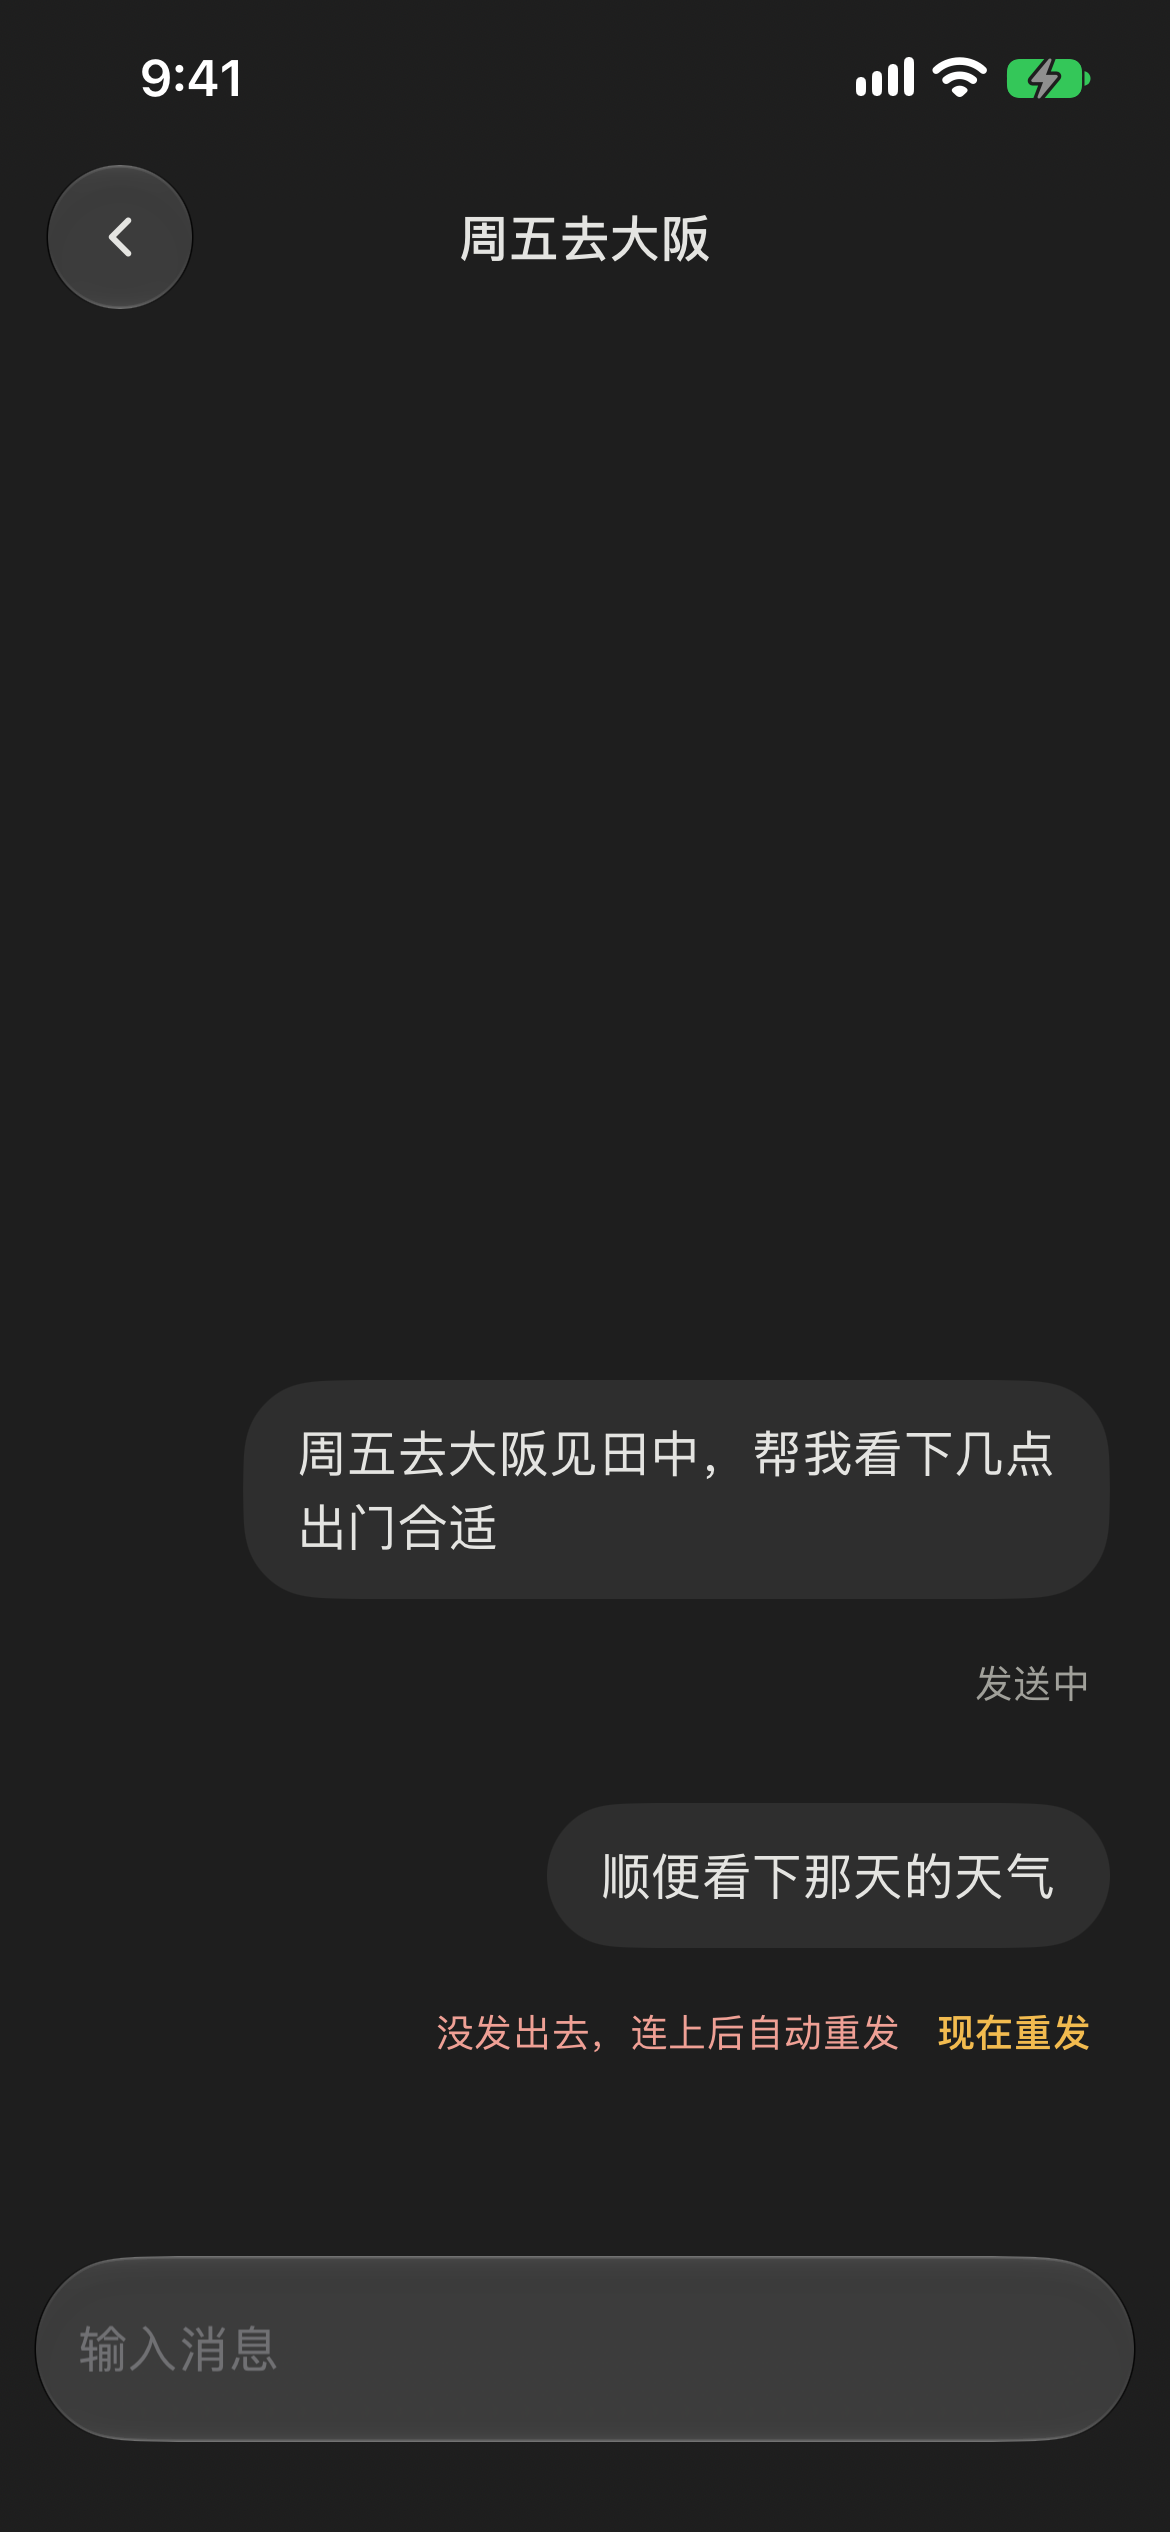 9:41
周五去大阪
周五去大阪见田中，帮我看下几点
出门合适
发送中
顺便看下那天的天气
没发出去，连上后自动重发 现在重发
输入消息